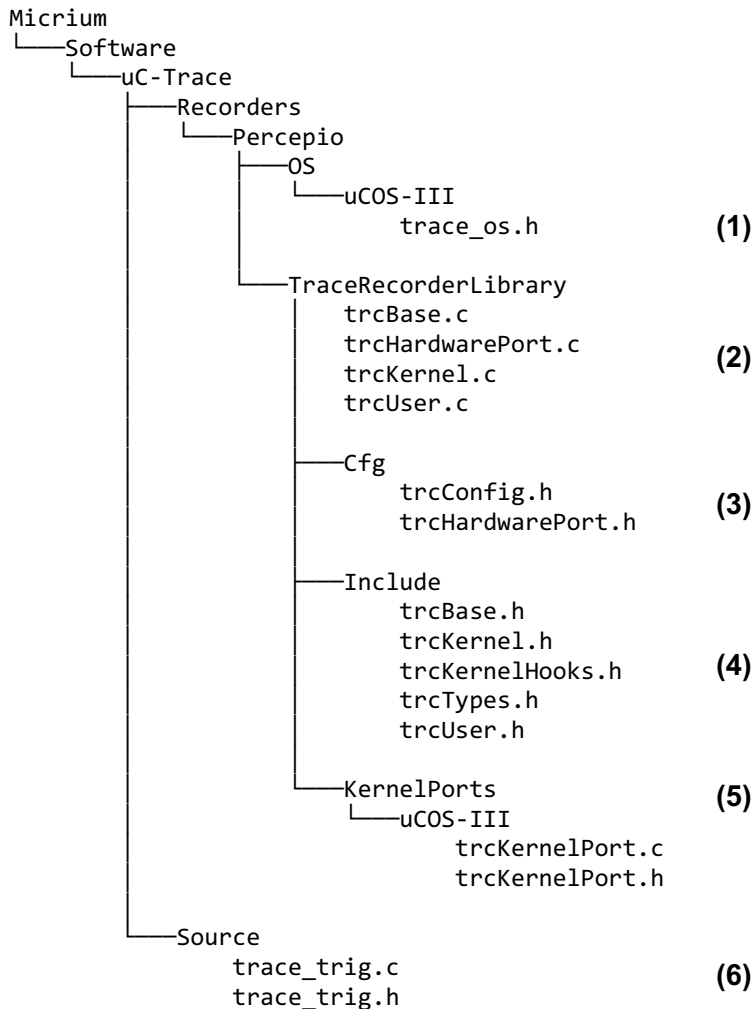 Micrium
└───Software
└───uC-Trace
├───Recorders
│ └───Percepio
│ ├───OS
│ │ └───uCOS-III
│ │ trace_os.h (1)
│ │
│ └───TraceRecorderLibrary
│ │ trcBase.c
│ │ trcHardwarePort.c (2)
│ │ trcKernel.c
│ │ trcUser.c
│ │
│ ├───Cfg
│ │ trcConfig.h (3)
│ │ trcHardwarePort.h
│ │
│ ├───Include
│ │ trcBase.h
│ │ trcKernel.h
│ │ trcKernelHooks.h (4)
│ │ trcTypes.h
│ │ trcUser.h
│ │
│ └───KernelPorts (5)
│ └───uCOS-III
│ trcKernelPort.c
│ trcKernelPort.h
│
└───Source
trace_trig.c (6)
trace_trig.h